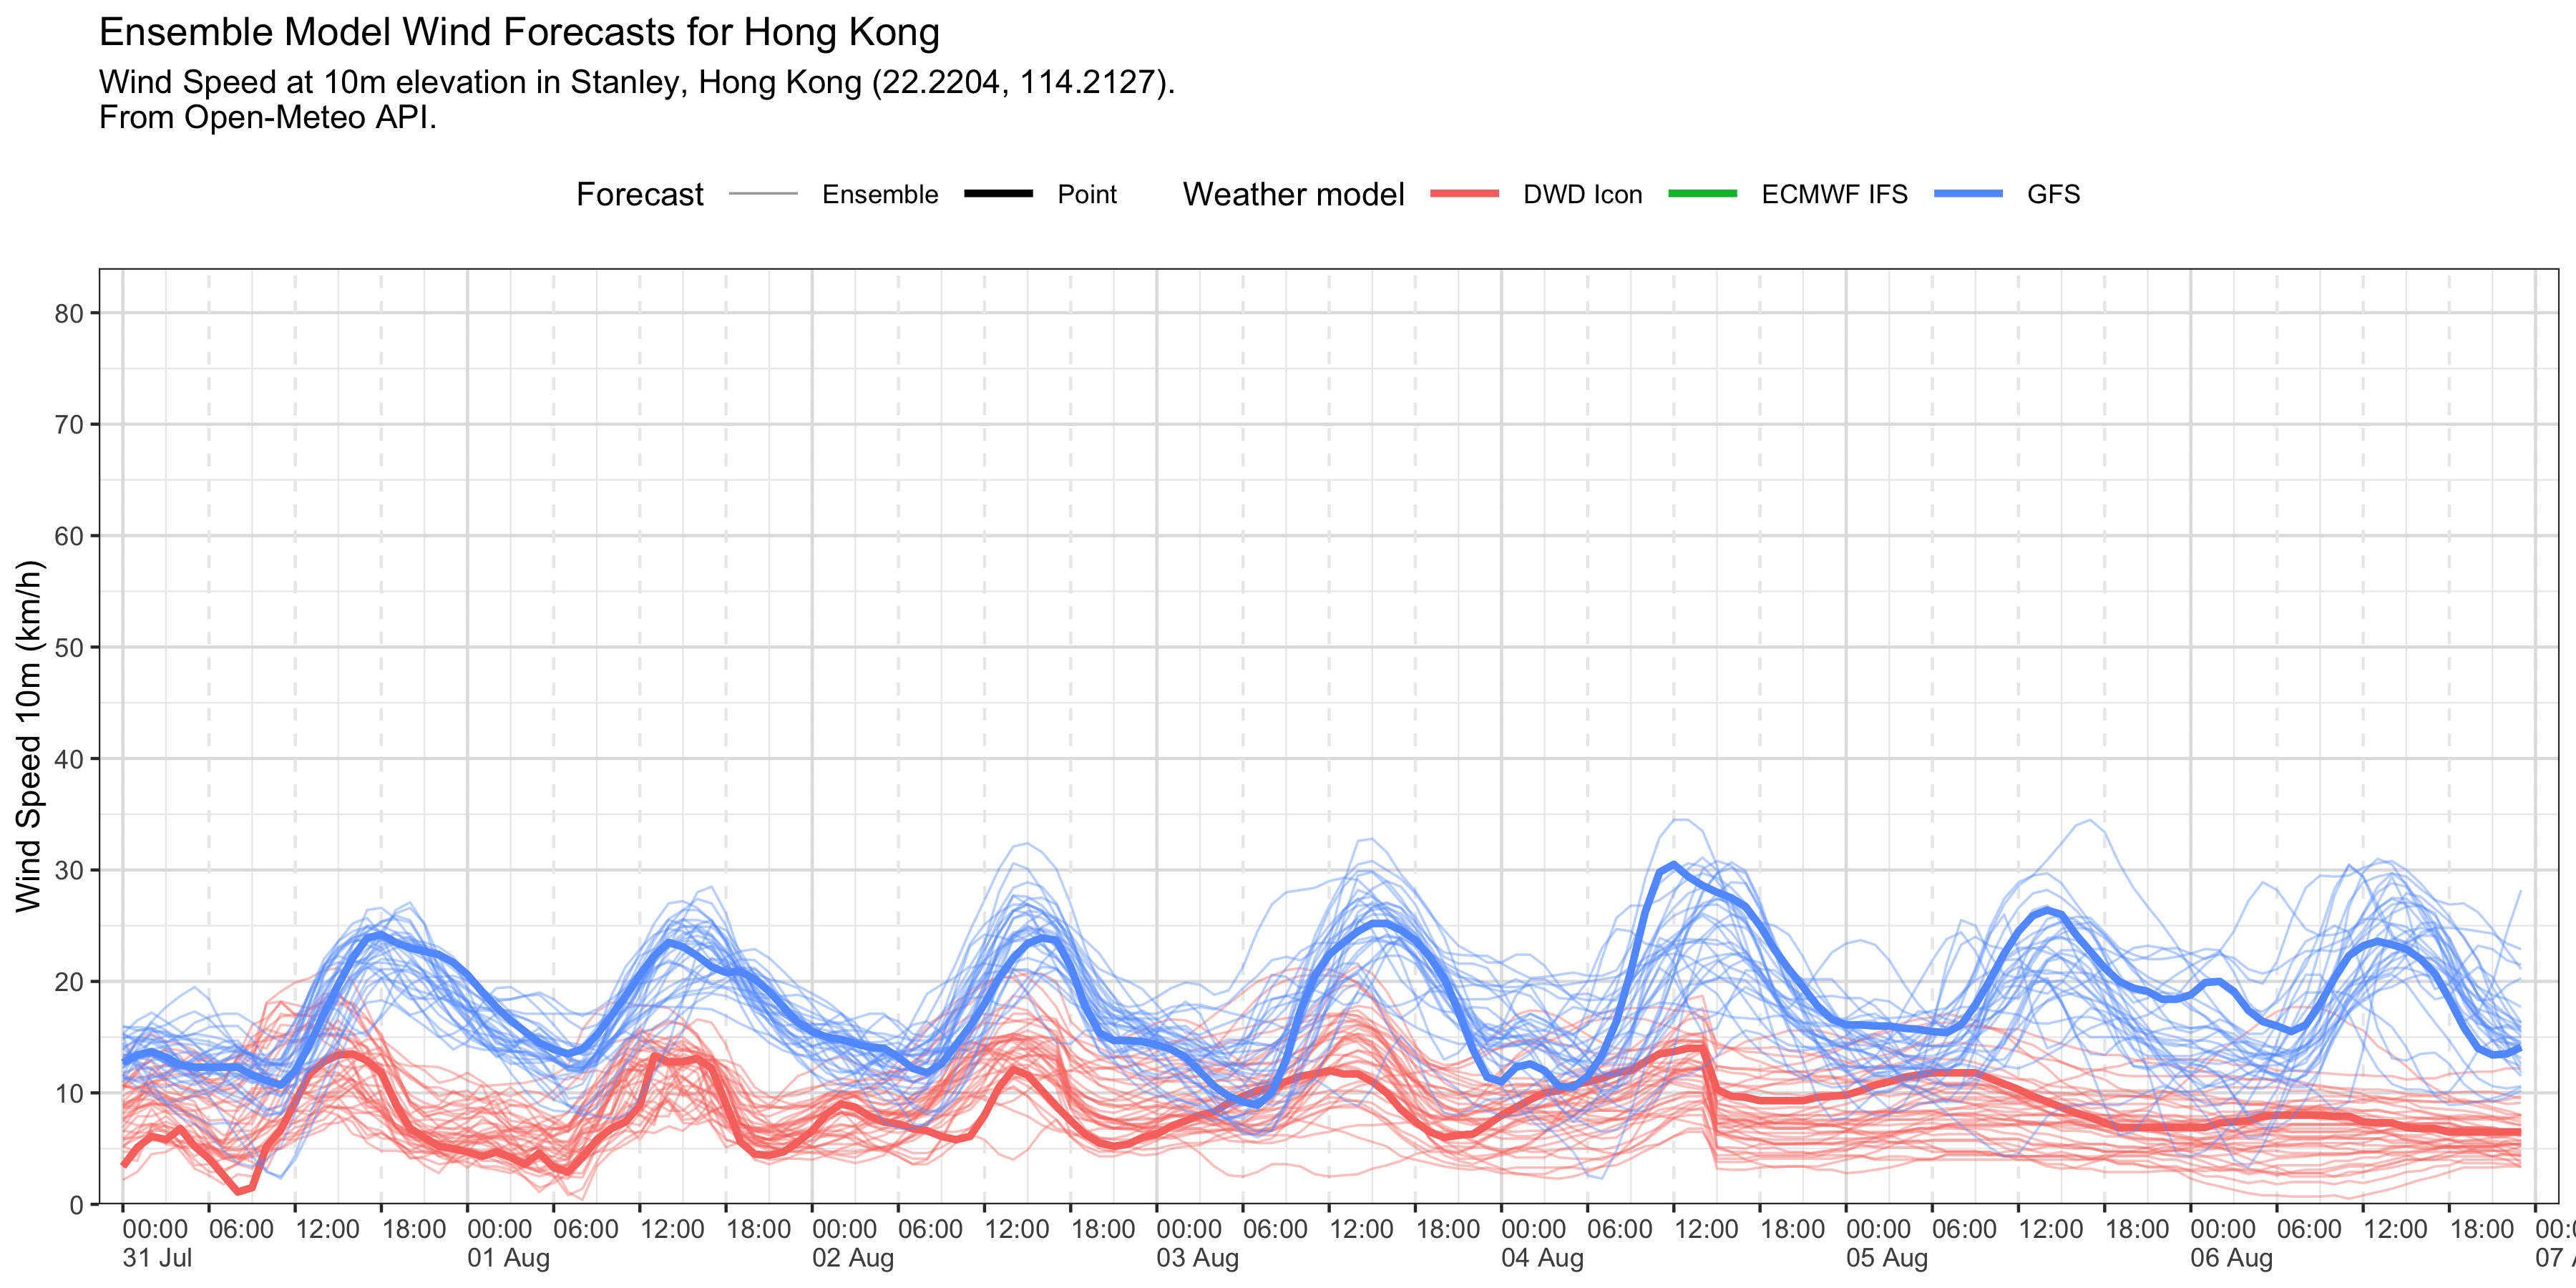 Ensemble Model Wind Forecasts for Hong Kong
Wind Speed at 10m elevation in Stanley, Hong Kong (22.2204, 114.2127).
From Open-Meteo API.
Forecast Ensemble Point Weather model DWD Icon ECMWF IFS GFS
Wind Speed 10m (km/h)
80
70
60
50
40
30
20
10
0
00:00 06:00 12:00 18:00 00:00 06:00 12:00 18:00 00:00 06:00 12:00 18:00 00:00 06:00 12:00 18:00 00:00 06:00 12:00 18:00 00:00 06:00 12:00 18:00 00:00 06:00 12:00 18:00 00:0
31 Jul 01 Aug 02 Aug 03 Aug 04 Aug 05 Aug 06 Aug 07